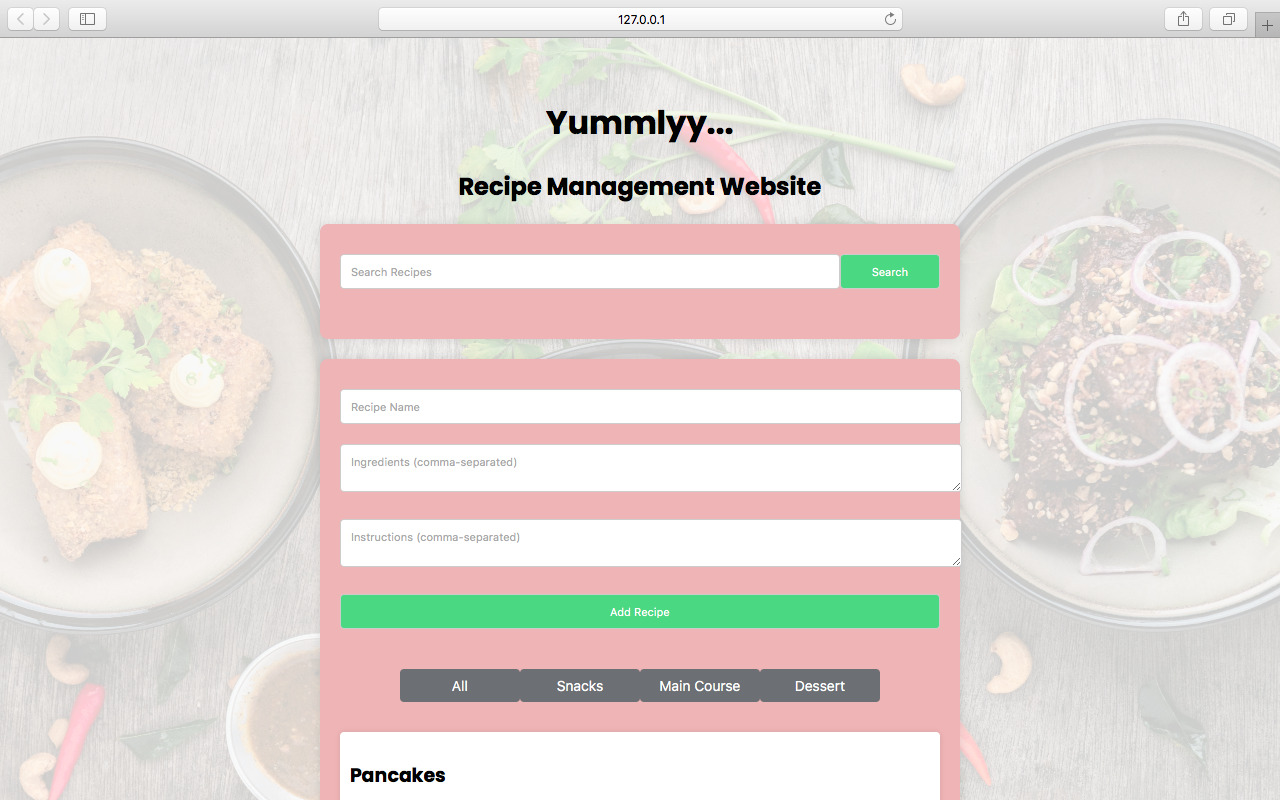 127.0.0.1
Yummlyy...
Recipe Management Website
Search Recipes
Search
Recipe Name
Ingredients (comma-separated)
Instructions (comma-separated)
Add Recipe
All
Snacks
Main Course
Dessert
Pancakes